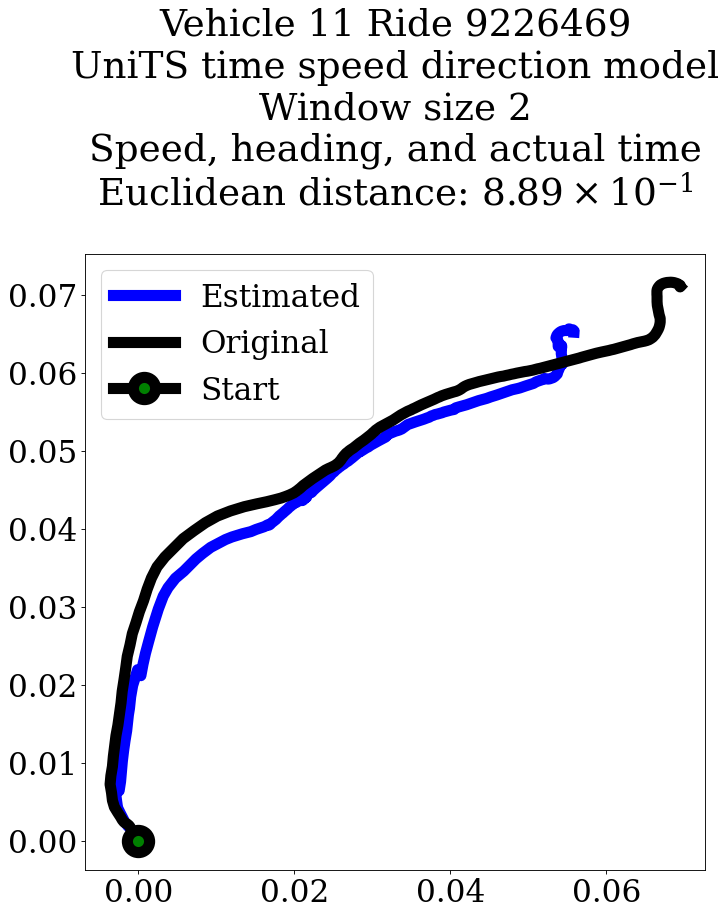 Vehicle 11 Ride 9226469
UniTS time speed direction model
Window size 2
Speed, heading, and actual time
Euclidean distance: 8.89 × 10⁻¹
Estimated
Original
Start
0.07
0.06
0.05
0.04
0.03
0.02
0.01
0.00
0.00 0.02 0.04 0.06